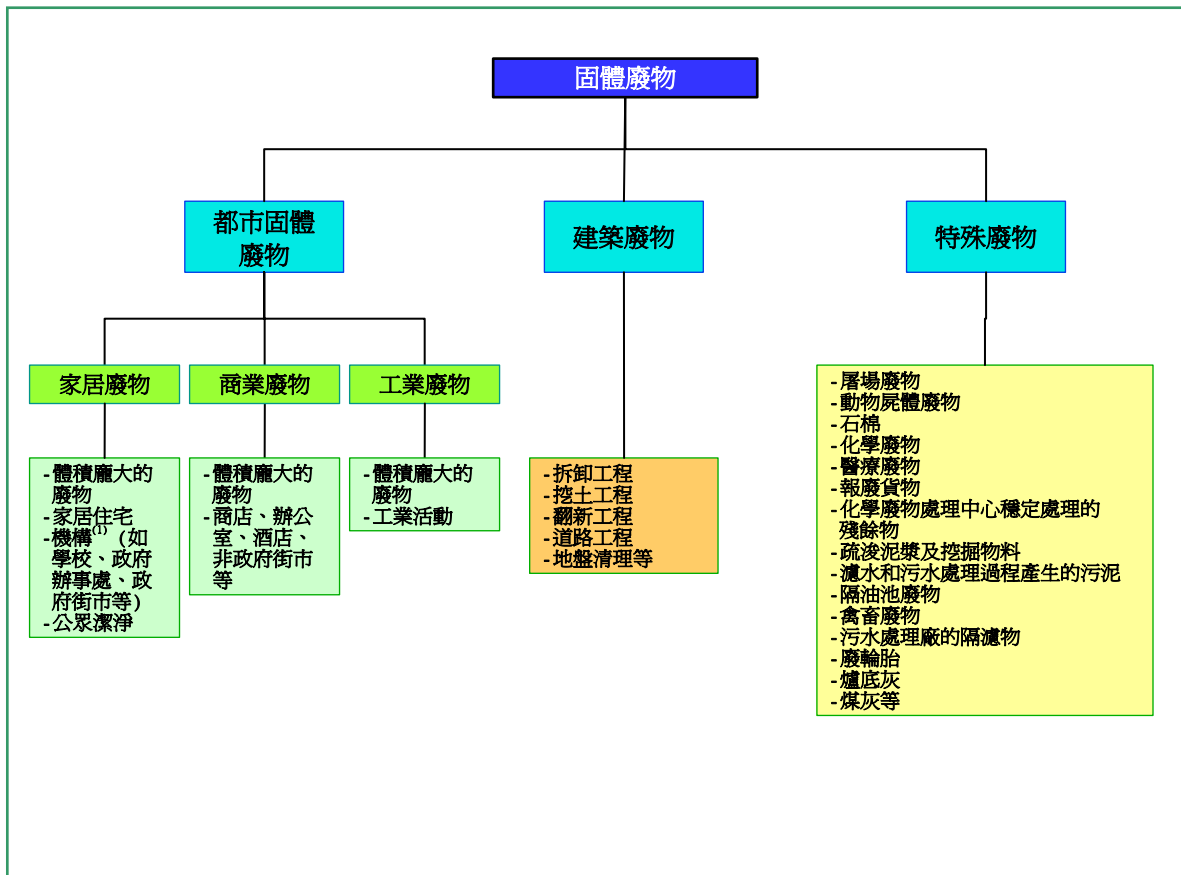 固體廢物
都市固體
廢物
建築廢物
特殊廢物
家居廢物
商業廢物
工業廢物
-體積龐大的
廢物
-家居住宅
-機構(1) (如
學校、政府
辦事處、政
府街市等)
-公眾潔淨
-體積龐大的
廢物
-商店、辦公
室、酒店、
非政府街市
等
-體積龐大的
廢物
-工業活動
-拆卸工程
-挖土工程
-翻新工程
-道路工程
-地盤清理等
-屠場廢物
-動物屍體廢物
-石棉
-化學廢物
-醫療廢物
-報廢貨物
-化學廢物處理中心穩定處理的
殘餘物
-疏浚泥漿及挖掘物料
-濾水和污水處理過程產生的污泥
-隔油池廢物
-禽畜廢物
-污水處理廠的隔濾物
-廢輪胎
-爐底灰
-煤灰等